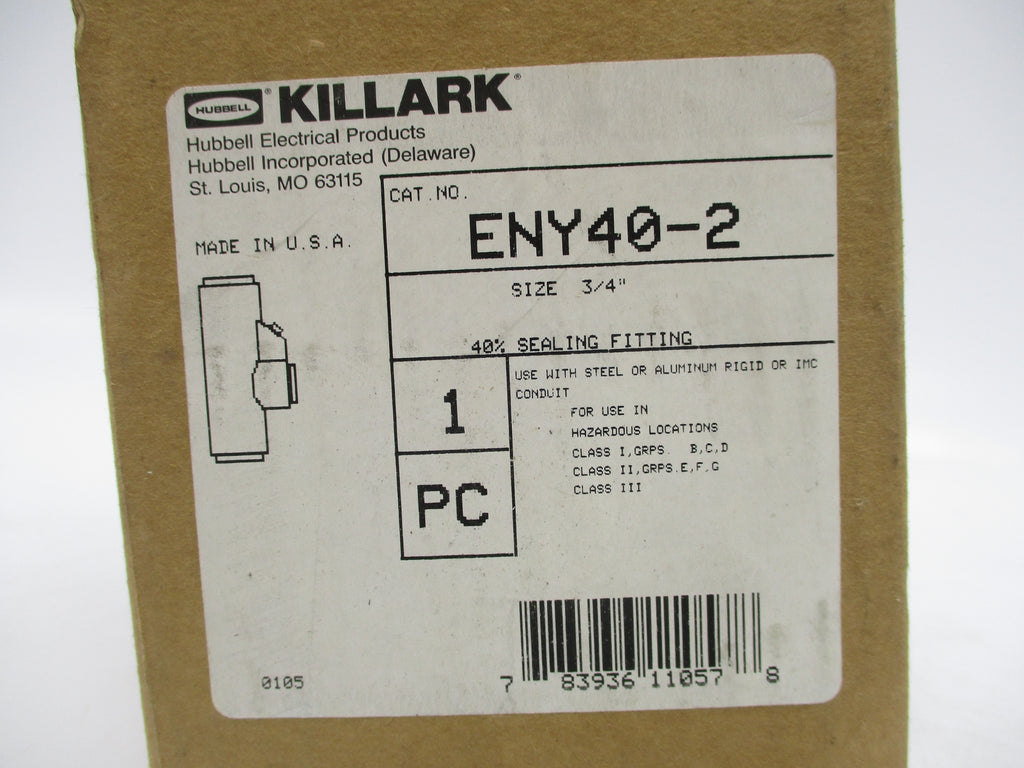 HUBBELL® KILLARK®
Hubbell Electrical Products
Hubbell Incorporated (Delaware)
St. Louis, MO 63115
CAT.NO.
ENY40-2
MADE IN U.S.A.
SIZE 3/4"
40% SEALING FITTING
1
PC
USE WITH STEEL OR ALUMINUM RIGID OR IMC
CONDUIT
FOR USE IN
HAZARDOUS LOCATIONS
CLASS I,GRPS. B,C,D
CLASS II,GRPS.E,F,G
CLASS III
0105
7 83936 11057 8